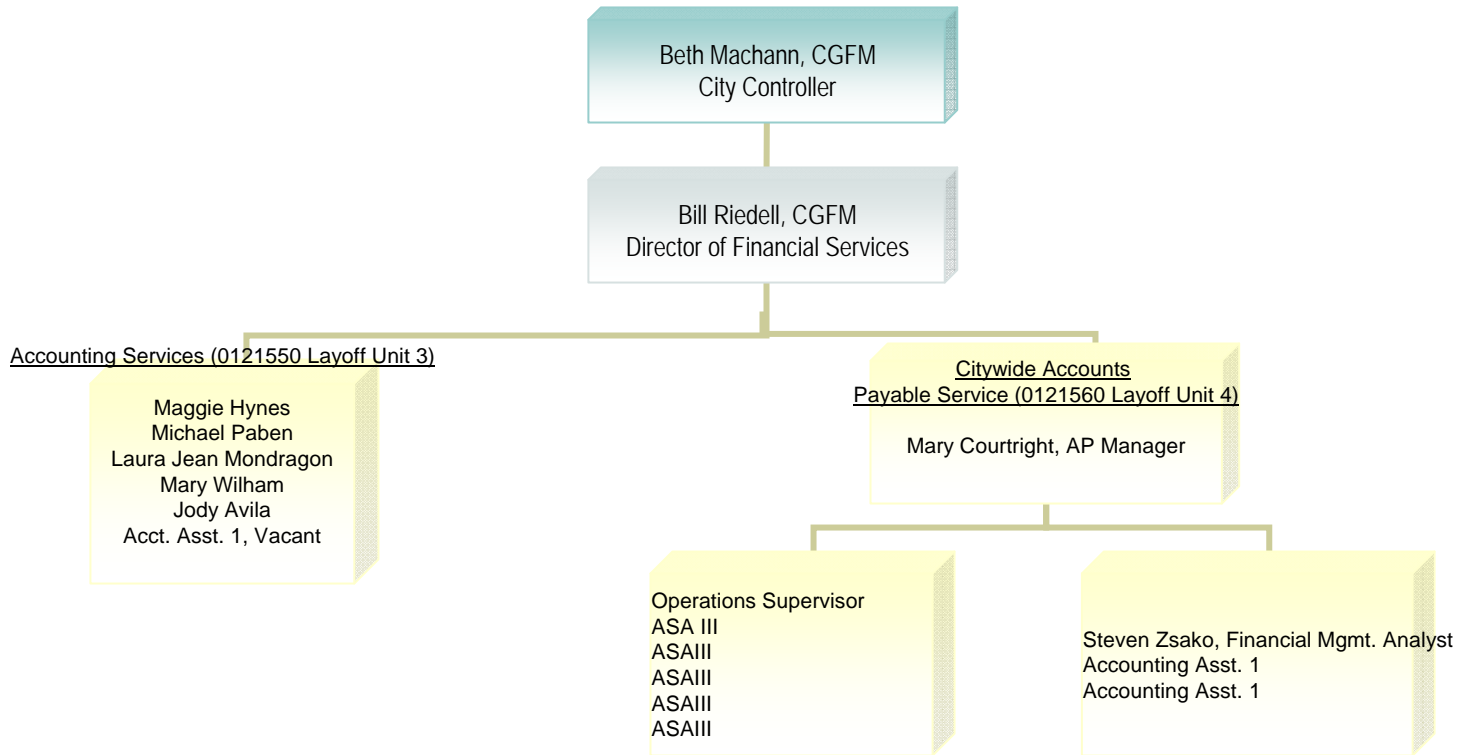 Beth Machann, CGFM
City Controller
Bill Riedell, CGFM
Director of Financial Services
Accounting Services (0121550 Layoff Unit 3)
Maggie Hynes
Michael Paben
Laura Jean Mondragon
Mary Wilham
Jody Avila
Acct. Asst. 1, Vacant
Citywide Accounts
Payable Service (0121560 Layoff Unit 4)
Mary Courtright, AP Manager
Operations Supervisor
ASA III
ASAIII
ASAIII
ASAIII
ASAIII
Steven Zsako, Financial Mgmt. Analyst
Accounting Asst. 1
Accounting Asst. 1